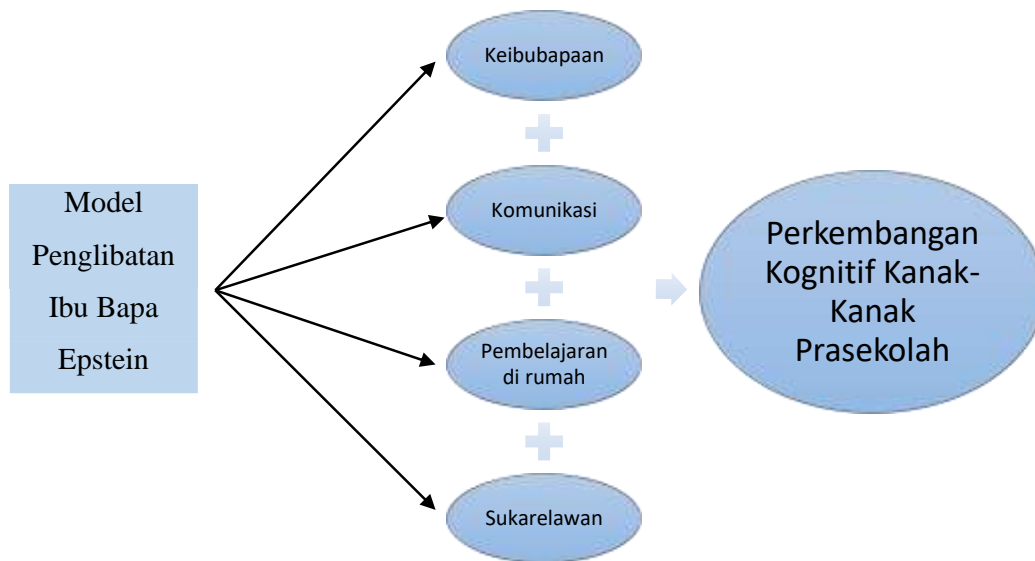 Model
Penglibatan
Ibu Bapa
Epstein
Keibubapaan
Komunikasi
Pembelajaran
di rumah
Sukarelawan
Perkembangan
Kognitif Kanak-
Kanak
Prasekolah